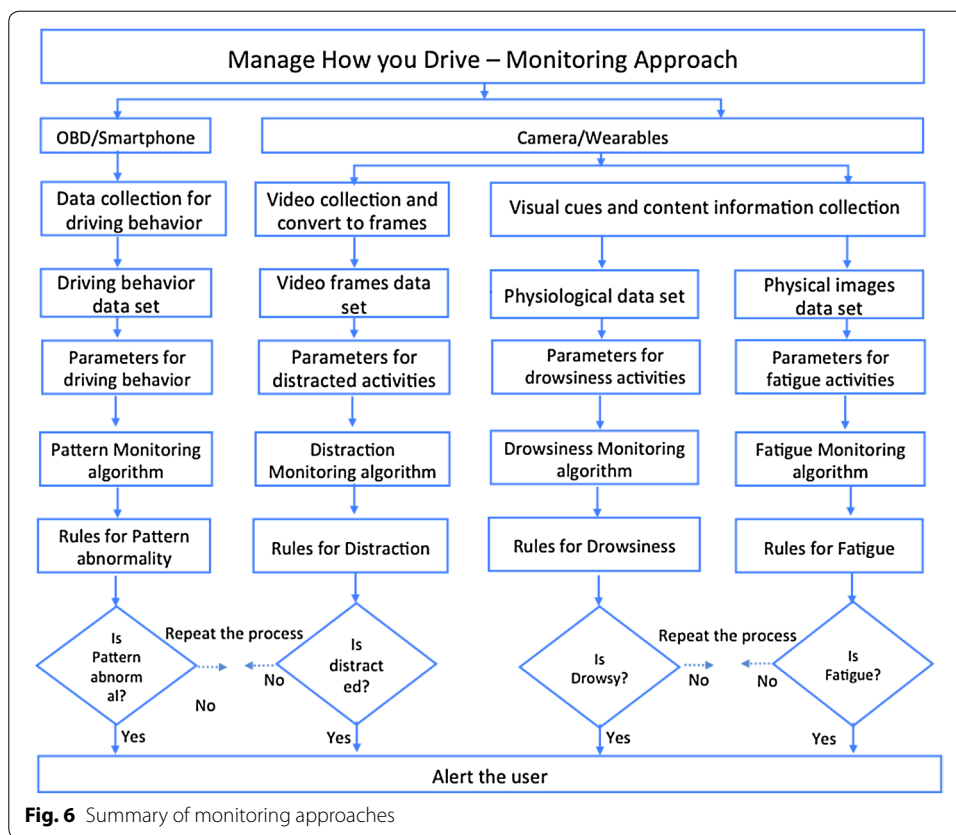 Manage How you Drive – Monitoring Approach
OBD/Smartphone
Camera/Wearables
Data collection for
driving behavior
Video collection and
convert to frames
Visual cues and content information collection
Driving behavior
data set
Video frames data
set
Physiological data set
Physical images
data set
Parameters for
driving behavior
Parameters for
distracted activities
Parameters for
drowsiness activities
Parameters for
fatigue activities
Pattern Monitoring
algorithm
Distraction
Monitoring algorithm
Drowsiness Monitoring
algorithm
Fatigue Monitoring
algorithm
Rules for Pattern
abnormality
Rules for Distraction
Rules for Drowsiness
Rules for Fatigue
Is
Pattern
abnorm
al?
Repeat the process
No
No
Is
distract
ed?
Is
Drowsy?
Repeat the process
No
No
Is
Fatigue?
Yes
Yes
Yes
Yes
Alert the user
Fig. 6 Summary of monitoring approaches